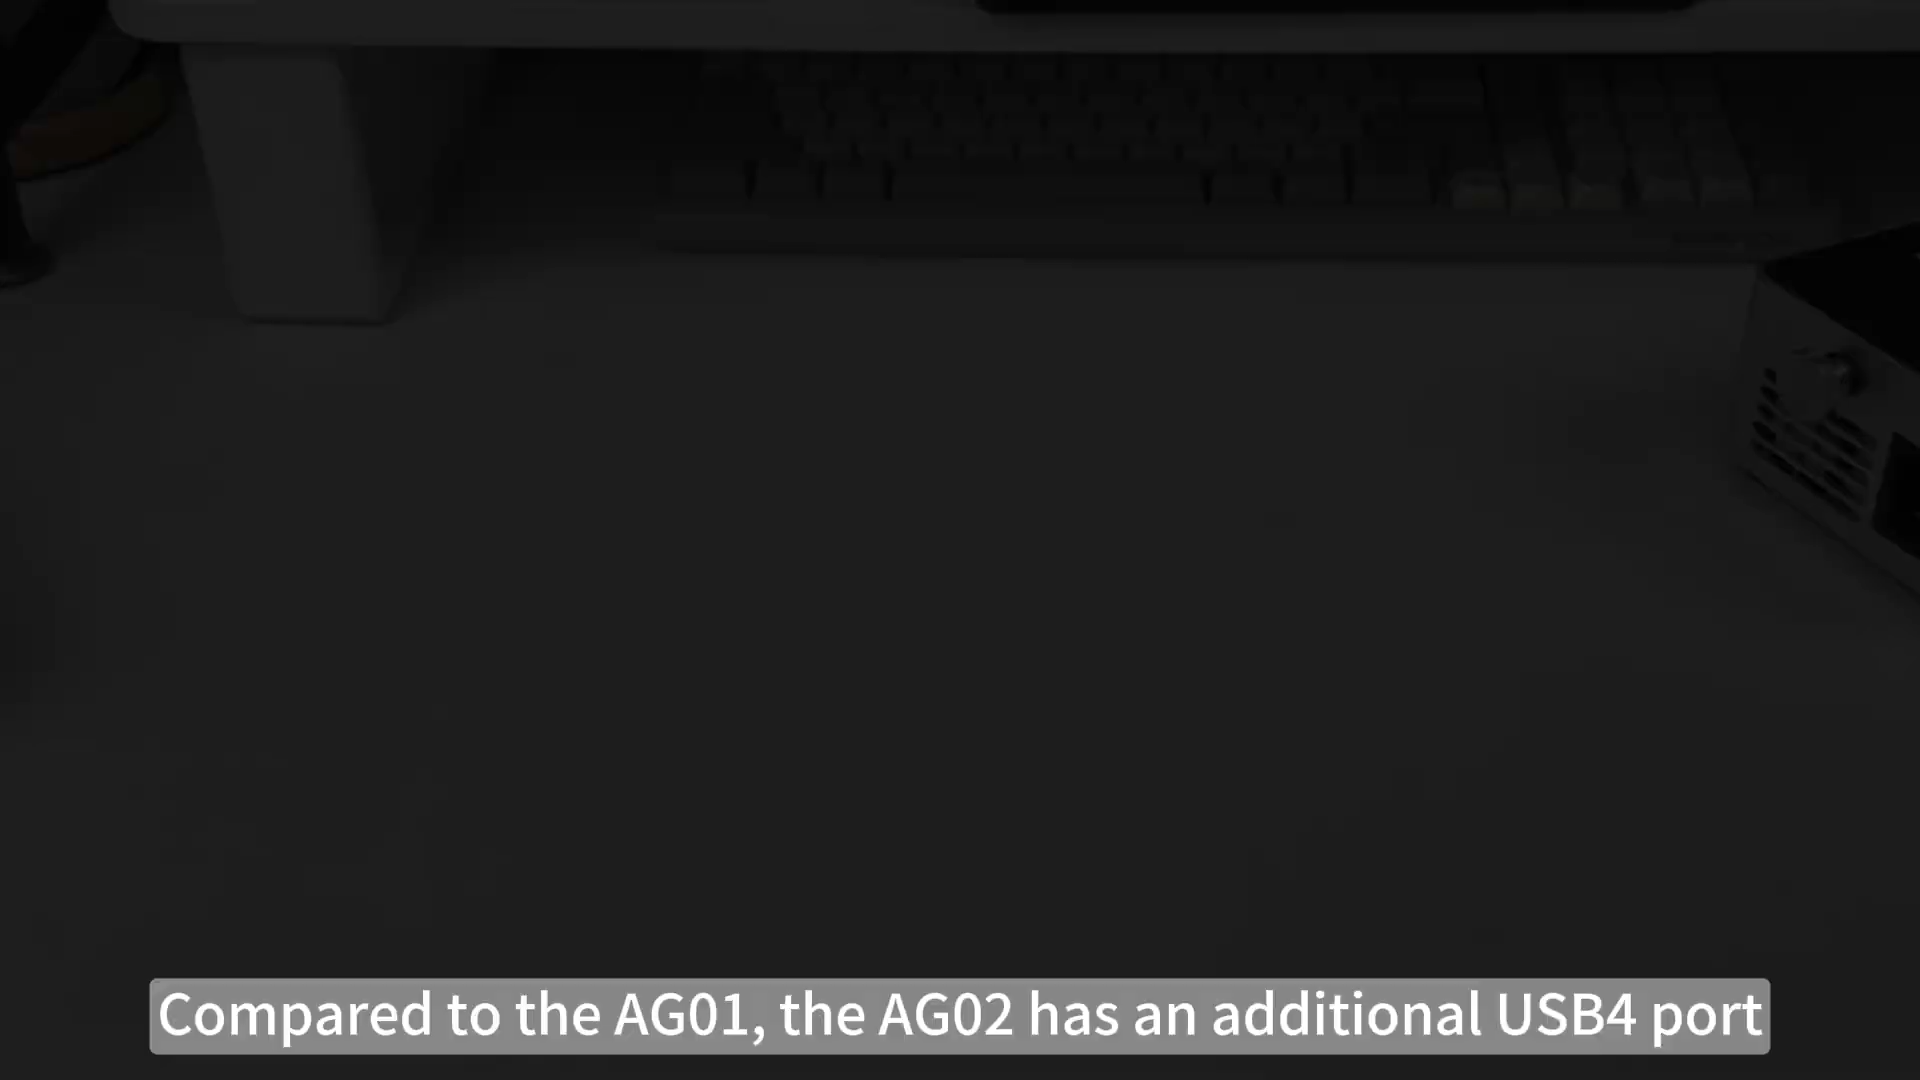 Compared to the AG01, the AG02 has an additional USB4 port